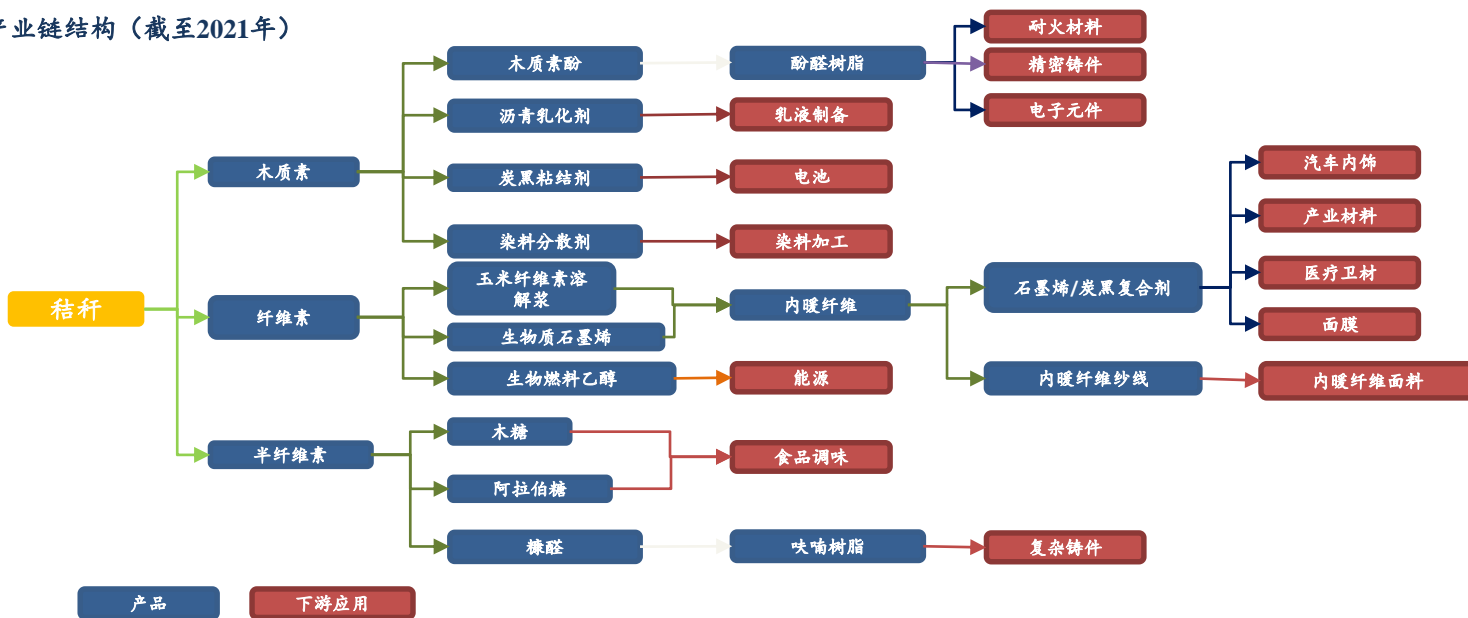 产业链结构（截至2021年）
耐火材料
木质素酚
酚醛树脂
精密铸件
电子元件
沥青乳化剂
乳液制备
木质素
炭黑粘结剂
电池
汽车内饰
产业材料
染料分散剂
染料加工
玉米纤维素溶
解浆
医疗卫材
石墨烯/炭黑复合剂
秸秆
纤维素
内暖纤维
生物质石墨烯
面膜
生物燃料乙醇
能源
内暖纤维纱线
内暖纤维面料
木糖
半纤维素
食品调味
阿拉伯糖
糠醛
呋喃树脂
复杂铸件
产品
下游应用